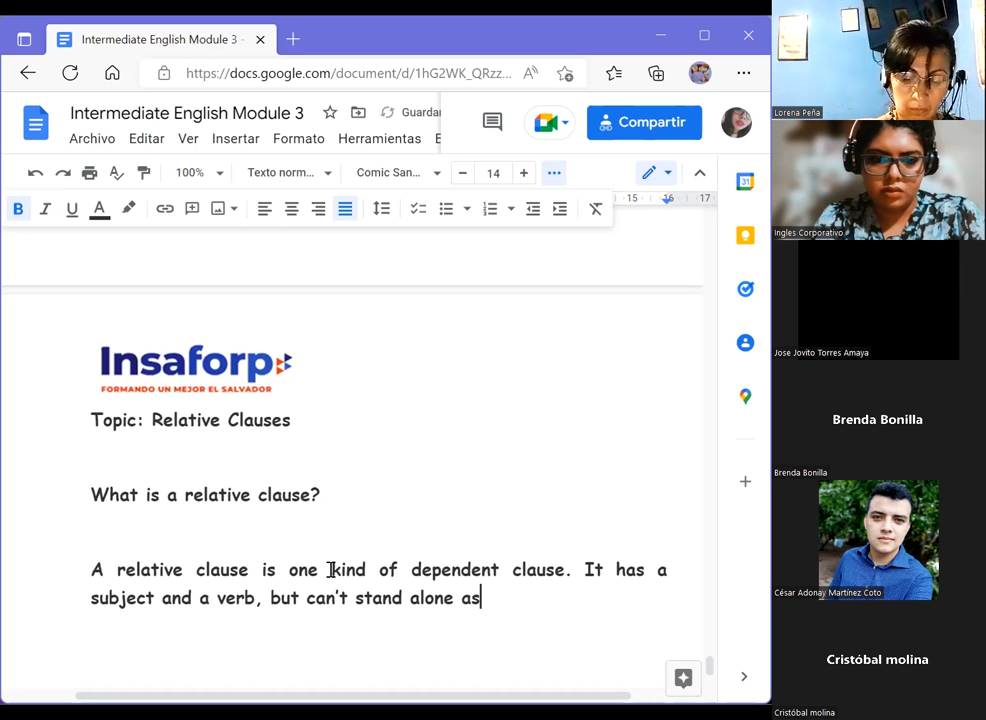 Intermediate English Module 3 -
https://docs.google.com/document/d/1hG2WK_QRzz...
Intermediate English Module 3
Guardar
Compartir
Archivo Editar Ver Insertar Formato Herramientas E
100% Texto norm... Comic San... 14
15 16 17
31
Insaforp
FORMANDO UN MEJOR EL SALVADOR
Topic: Relative Clauses
What is a relative clause?
A relative clause is one kind of dependent clause. It has a
subject and a verb, but can't stand alone as
Lorena Peña
Ingles Corporativo
Jose Jovito Torres Amaya
Brenda Bonilla
Brenda Bonilla
César Adonay Martínez Coto
Cristóbal molina
Cristóbal molina